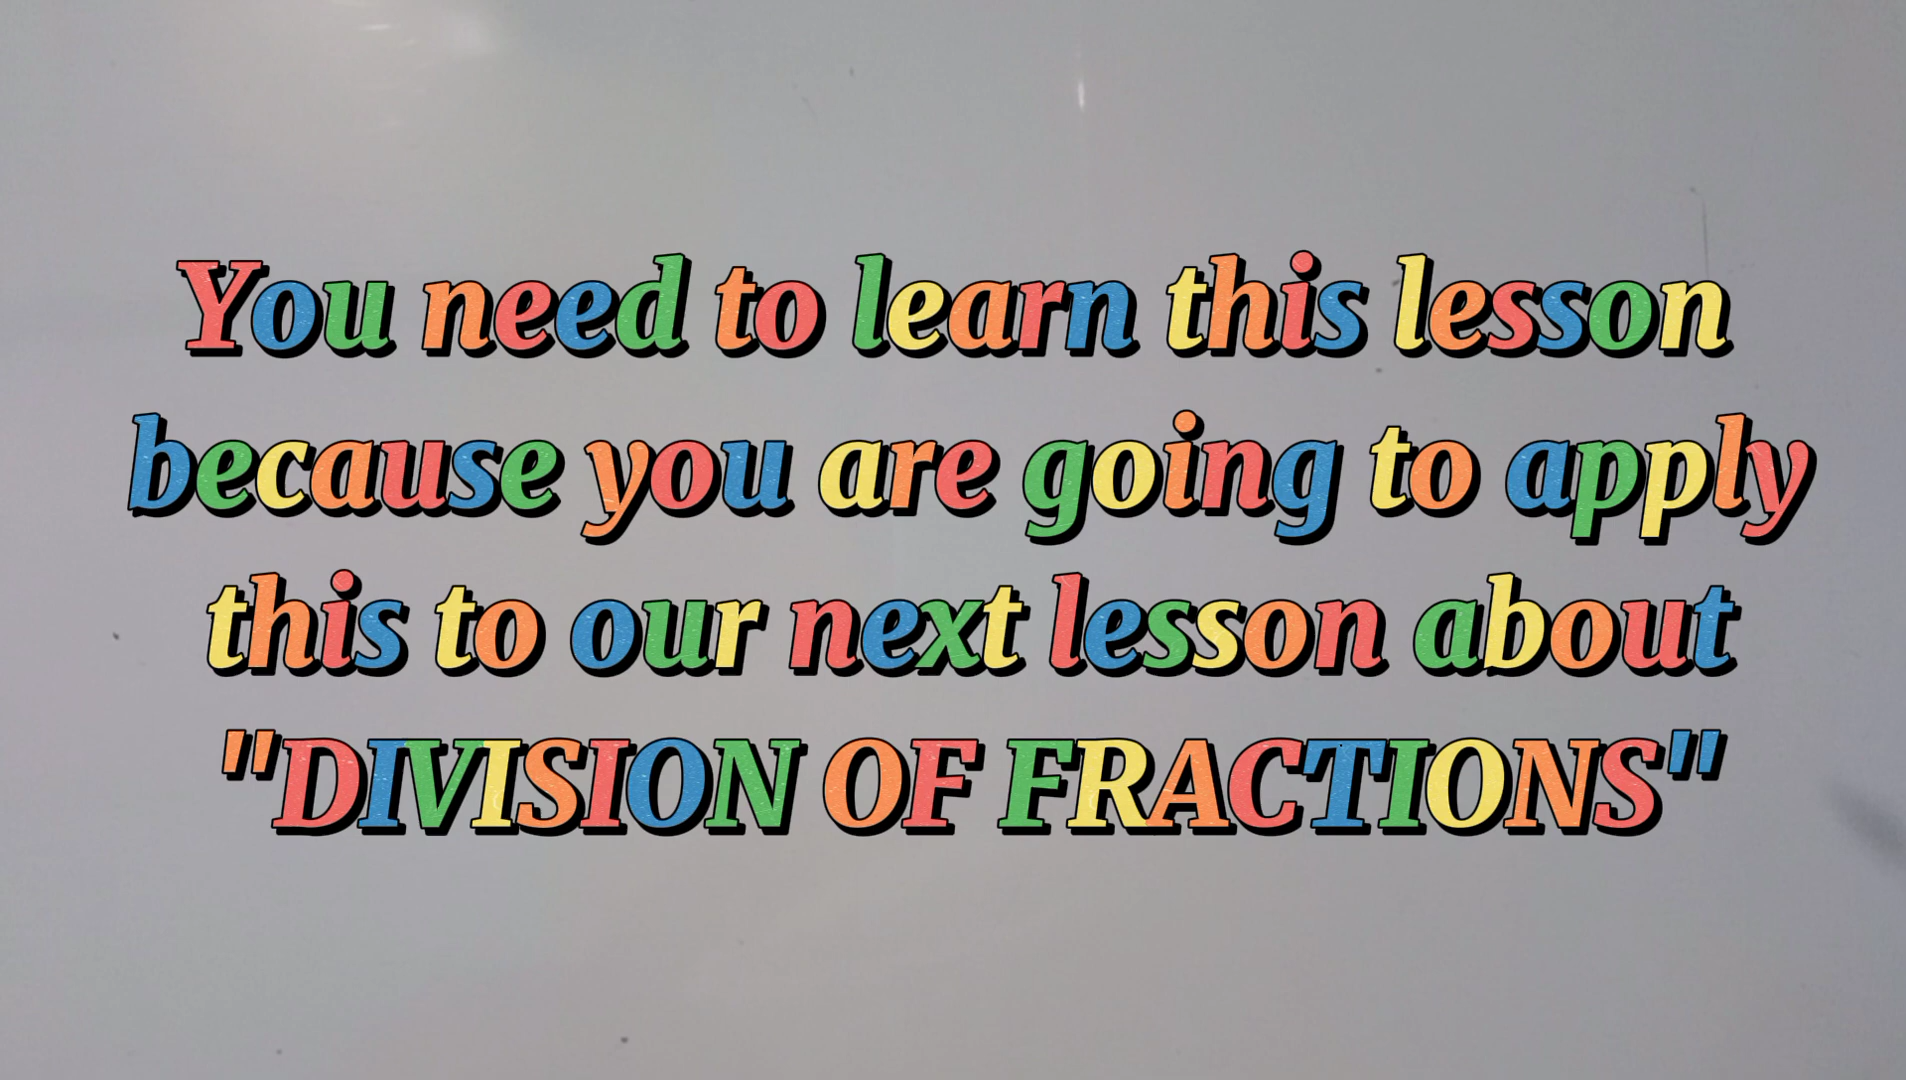 You need to learn this lesson
because you are going to apply
this to our next lesson about
"DIVISION OF FRACTIONS"